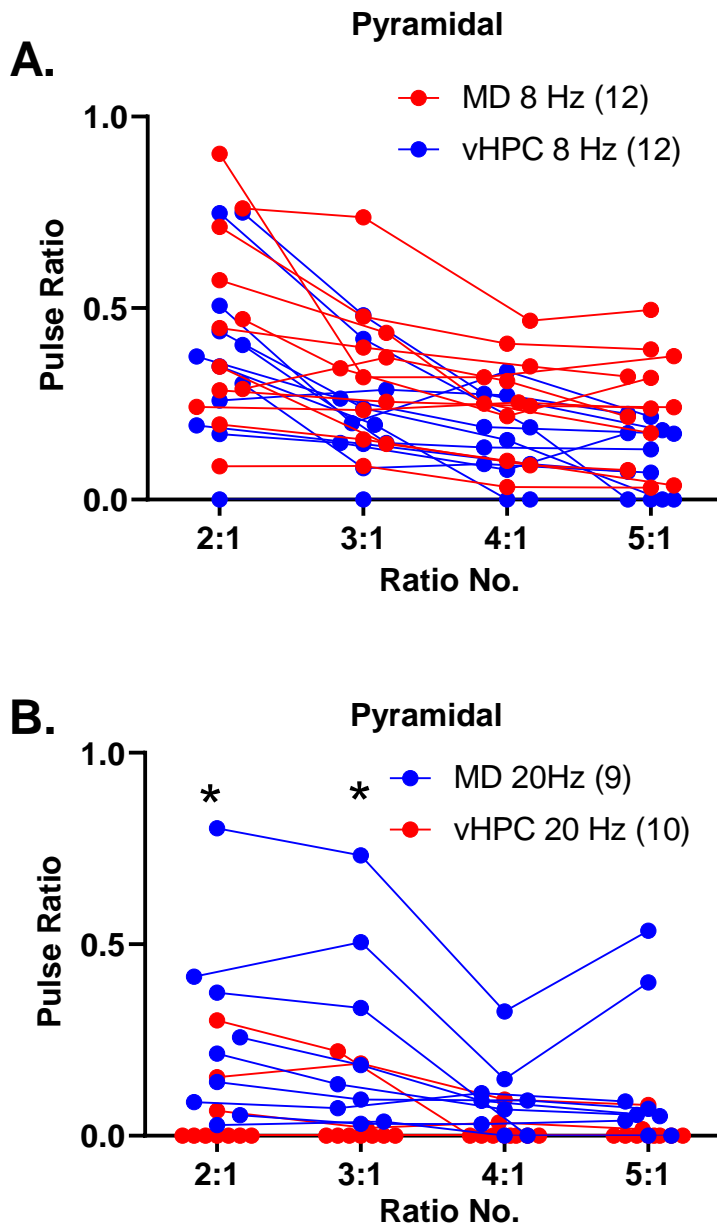 Pyramidal
A.
MD 8 Hz (12)
vHPC 8 Hz (12)
1.0
0.5
0.0
Pulse Ratio
2:1 3:1 4:1 5:1
Ratio No.
Pyramidal
B.
MD 20Hz (9)
vHPC 20 Hz (10)
* *
1.0
0.5
0.0
Pulse Ratio
2:1 3:1 4:1 5:1
Ratio No.